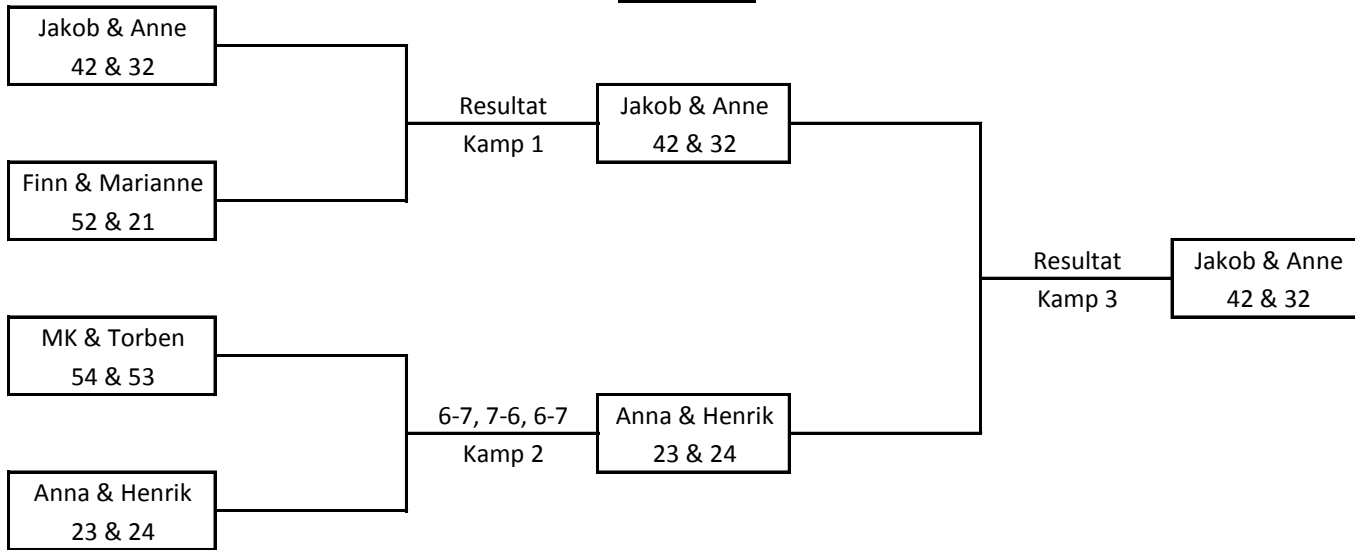 Jakob & Anne
42 & 32
Finn & Marianne
52 & 21
MK & Torben
54 & 53
Anna & Henrik
23 & 24
Resultat
Kamp 1
6-7, 7-6, 6-7
Kamp 2
Jakob & Anne
42 & 32
Anna & Henrik
23 & 24
Resultat
Kamp 3
Jakob & Anne
42 & 32